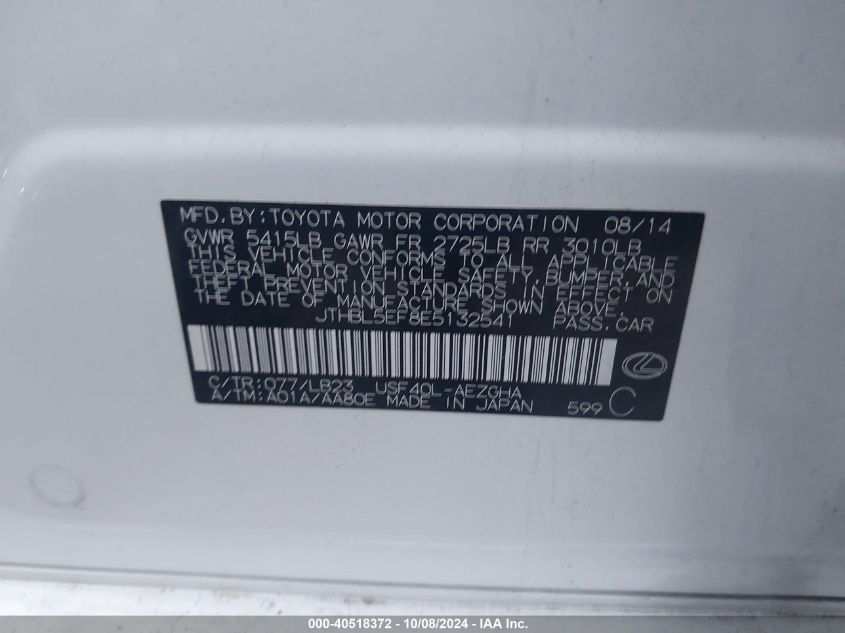 MFD.BY:TOYOTA MOTOR CORPORATION 08/14
GVWR 5415LB GAWR FR 2725LB RR 3010LB
THIS VEHICLE CONFORMS TO ALL APPLICABLE
FEDERAL MOTOR VEHICLE SAFETY,BUMPER,AND
THEFT PREVENTION STANDARDS IN EFFECT ON
THE DATE OF MANUFACTURE SHOWN ABOVE.
JTHBL5EF8E5132541 PASS.CAR
C/TR:077/LB23 USF40L-AEZGHA
A/TM:A01A/AA80E MADE IN JAPAN 599 C
000-40518372 - 10/08/2024 - IAA Inc.